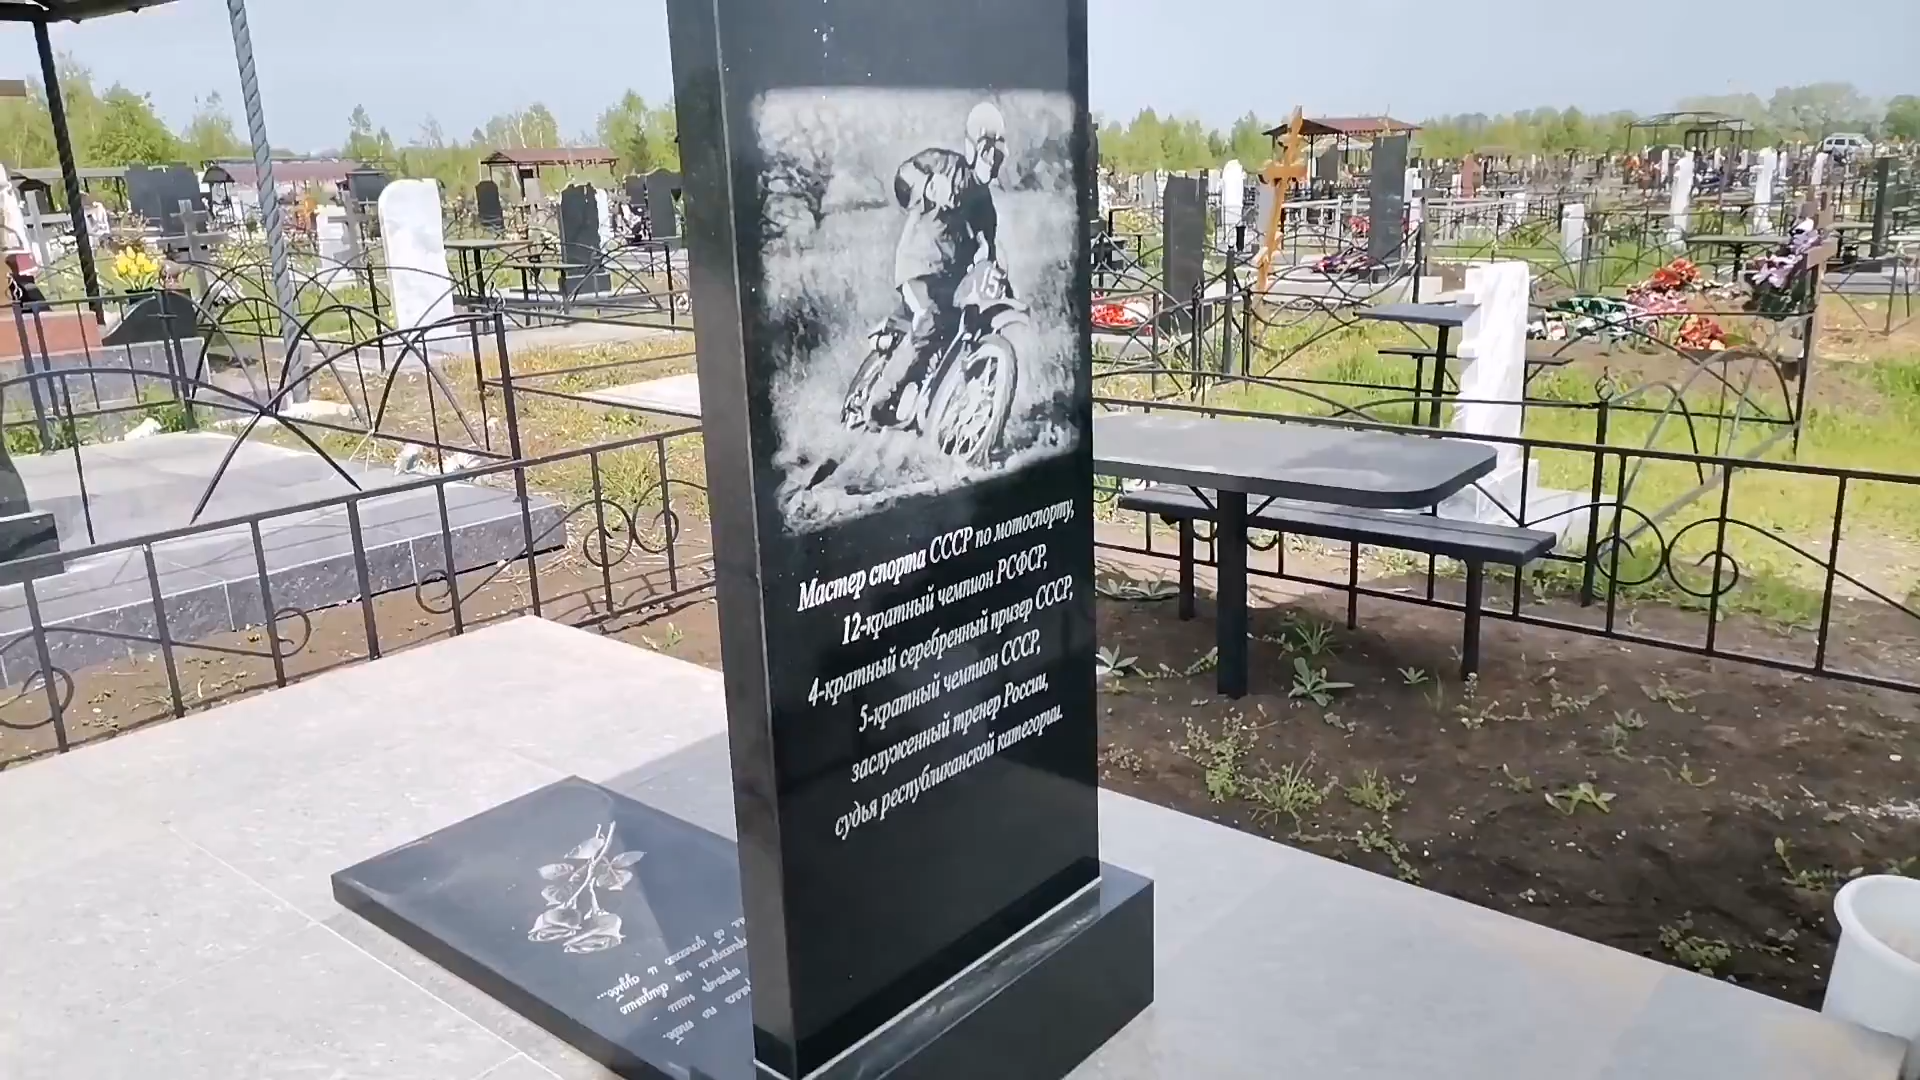 15
Мастер спорта СССР по мотоспорту,
12-кратный чемпион РСФСР,
4-кратный серебренный призер СССР,
5-кратный чемпион СССР,
заслуженный тренер России,
судья республиканской категории.